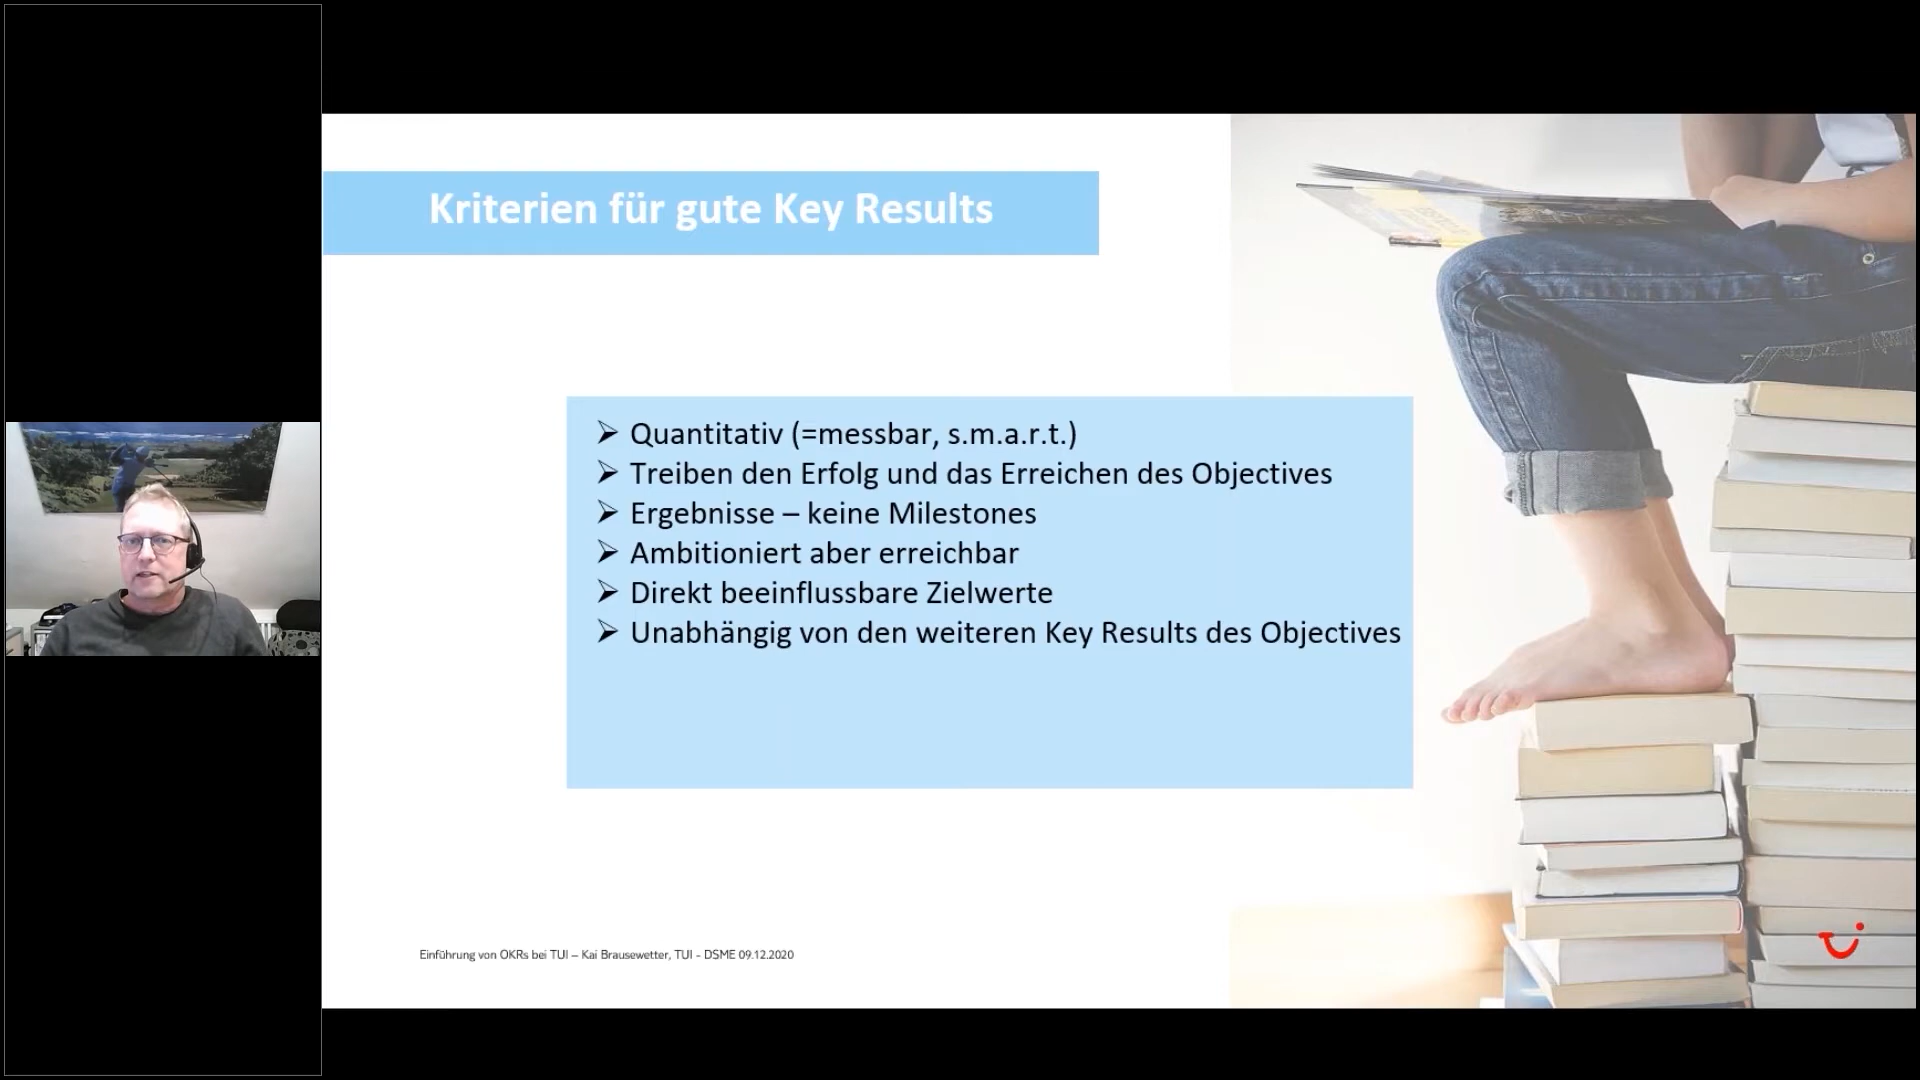 Kriterien für gute Key Results
➢ Quantitativ (=messbar, s.m.a.r.t.)
➢ Treiben den Erfolg und das Erreichen des Objectives
➢ Ergebnisse – keine Milestones
➢ Ambitioniert aber erreichbar
➢ Direkt beeinflussbare Zielwerte
➢ Unabhängig von den weiteren Key Results des Objectives
Einführung von OKRs bei TUI – Kai Brausewetter, TUI - DSME 09.12.2020